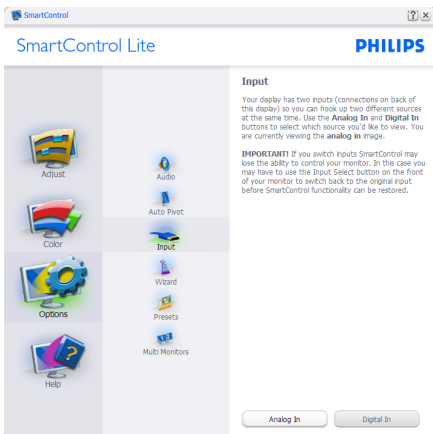 SmartControl
SmartControl Lite
PHILIPS
Adjust
Color
Options
Help
Audio
Auto Pivot
Input
Wizard
Presets
Multi Monitors
Input
Your display has two inputs (connections on back of
this display) so you can hook up two different sources
at the same time. Use the Analog In and Digital In
buttons to select which source you'd like to view. You
are currently viewing the analog in image.
IMPORTANT! If you switch inputs SmartControl may
lose the ability to control your monitor. In this case you
may have to use the Input Select button on the front
of your monitor to switch back to the original input
before SmartControl functionality can be restored.
Analog In
Digital In